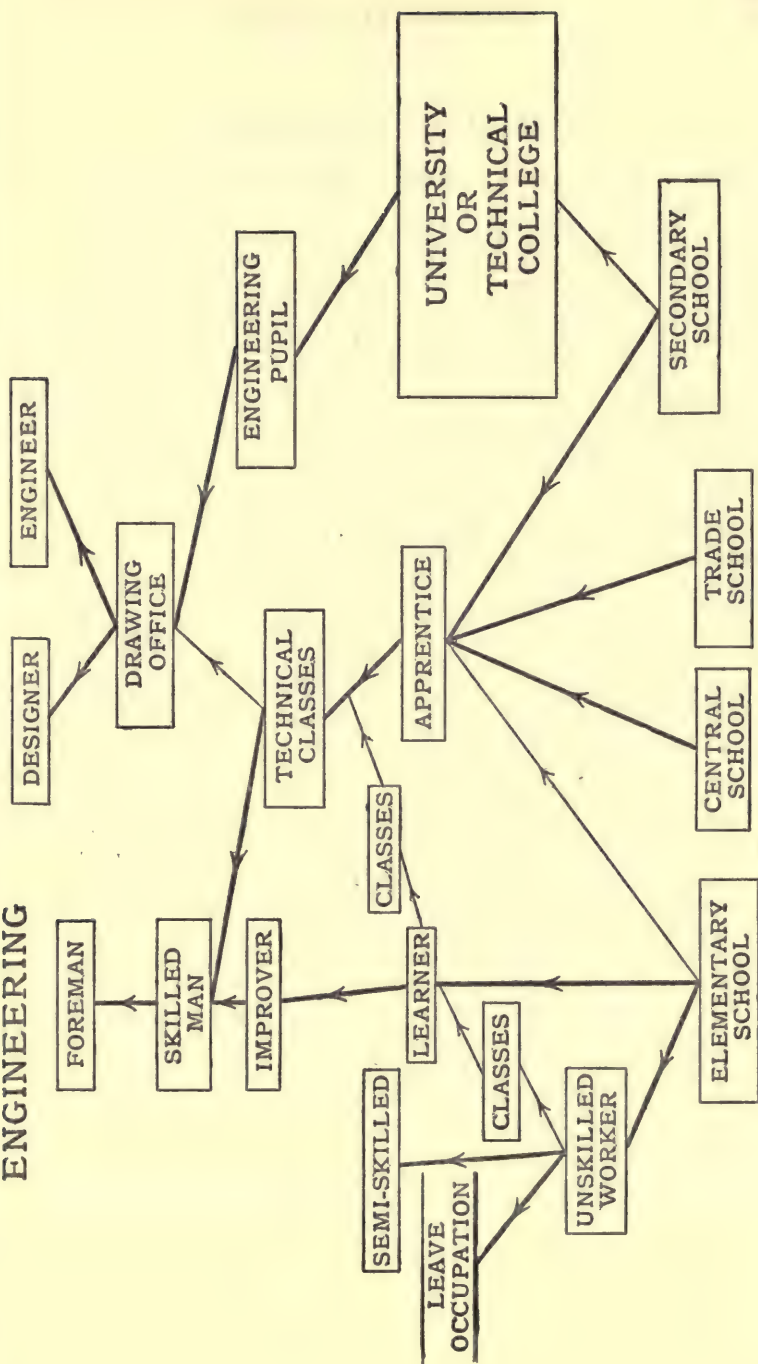 ENGINEERING
DESIGNER
ENGINEER
FOREMAN
DRAWING
OFFICE
SKILLED
MAN
ENGINEERING
PUPIL
IMPROVER
TECHNICAL
CLASSES
SEMI-SKILLED
CLASSES
UNIVERSITY
OR
TECHNICAL
COLLEGE
LEARNER
APPRENTICE
LEAVE
OCCUPATION
CLASSES
UNSKILLED
WORKER
SECONDARY
SCHOOL
ELEMENTARY
SCHOOL
CENTRAL
SCHOOL
TRADE
SCHOOL